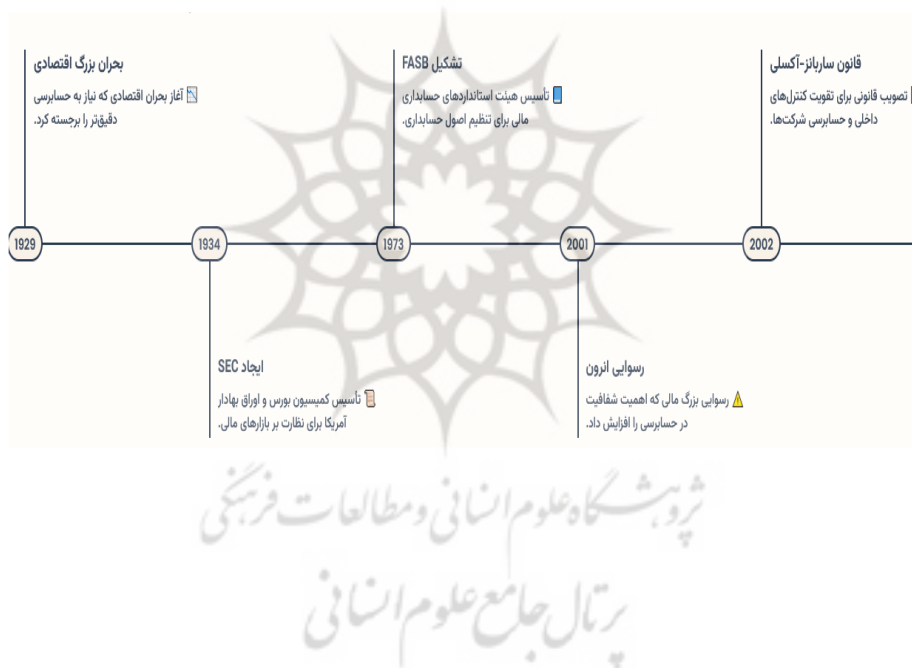 بحران بزرگ اقتصادی
📉 آغاز بحران اقتصادی که نیاز به حسابرسی
دقیق‌تر را برجسته کرد.
تشکیل FASB
📘 تأسیس هیئت استانداردهای حسابداری
مالی برای تنظیم اصول حسابداری.
قانون ساربانز-آکسلی
تصویب قانونی برای تقویت کنترل‌های
داخلی و حسابرسی شرکت‌ها.
1929
1934
1973
2001
2002
ایجاد SEC
📜 تأسیس کمیسیون بورس و اوراق بهادار
آمریکا برای نظارت بر بازارهای مالی.
رسوایی انرون
⚠️ رسوایی بزرگ مالی که اهمیت شفافیت
در حسابرسی را افزایش داد.
پژوهشگاه علوم انسانی و مطالعات فرهنگی
پرتال جامع علوم انسانی